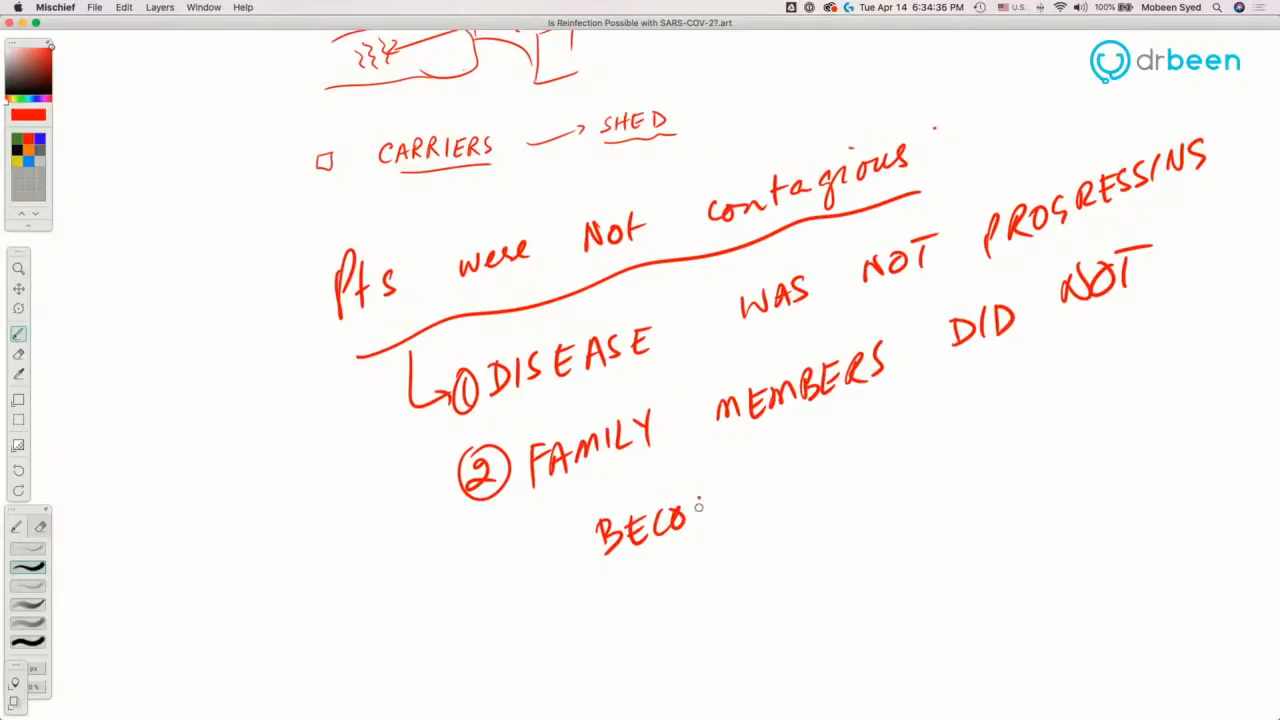 Mischief File Edit Layers Window Help 100% Tue Apr 14 6:34:35 PM U.S. Mobeen Syed
Is Reinfection Possible with SARS-COV-2?.art
drbeen
CARRIERS → SHED
Pts were Not contagious
① DISEASE WAS NOT PROGRESSING
② FAMILY MEMBERS DID NOT
BECO
px
0%